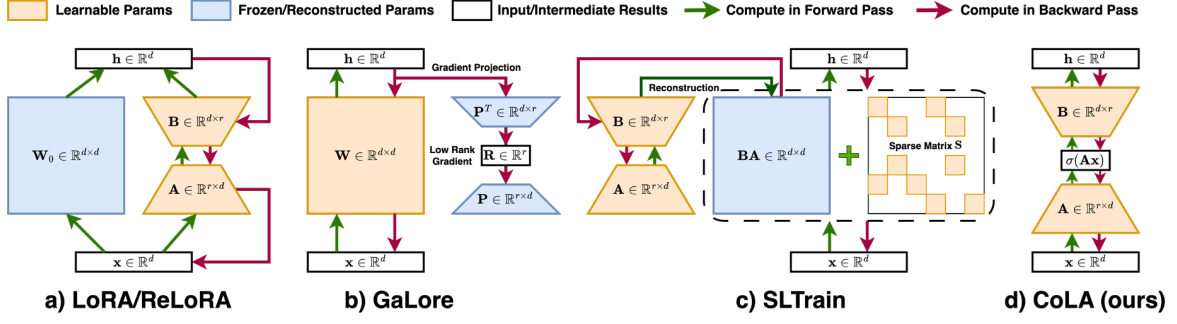 Learnable Params
Frozen/Reconstructed Params
Input/Intermediate Results
Compute in Forward Pass
Compute in Backward Pass
h ∈ ℝ^d
W₀ ∈ ℝ^{d×d}
B ∈ ℝ^{d×r}
A ∈ ℝ^{r×d}
x ∈ ℝ^d
a) LoRA/ReLoRA
h ∈ ℝ^d
Gradient Projection
W ∈ ℝ^{d×d}
P^T ∈ ℝ^{d×r}
Low Rank
Gradient
R ∈ ℝ^r
P ∈ ℝ^{r×d}
x ∈ ℝ^d
b) GaLore
h ∈ ℝ^d
Reconstruction
B ∈ ℝ^{d×r}
A ∈ ℝ^{r×d}
BA ∈ ℝ^{d×d}
Sparse Matrix S
x ∈ ℝ^d
c) SLTrain
h ∈ ℝ^d
B ∈ ℝ^{d×r}
σ(Ax)
A ∈ ℝ^{r×d}
x ∈ ℝ^d
d) CoLA (ours)